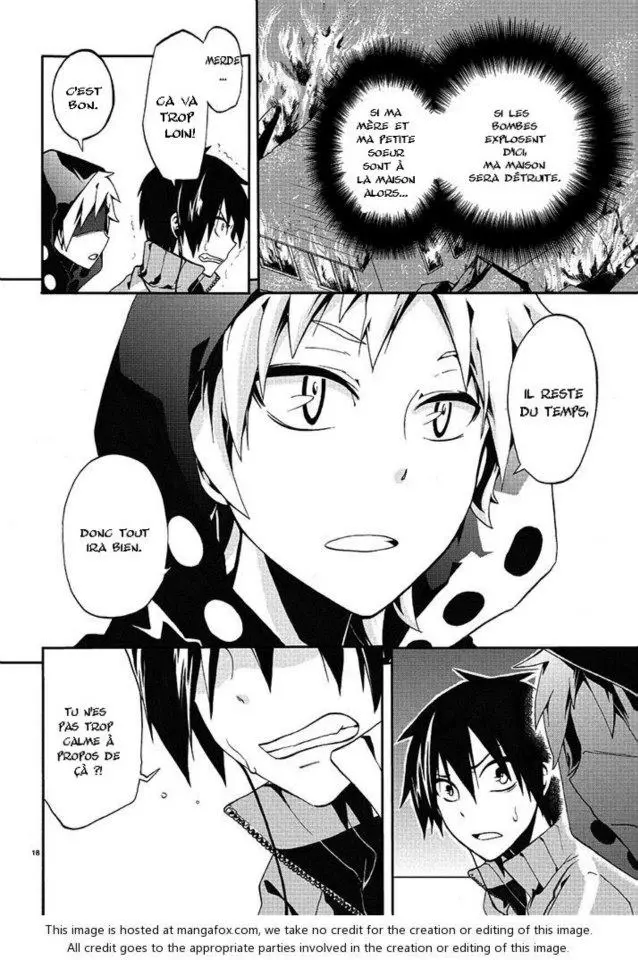 SI LES
BOMBES
EXPLOSENT
D'ICI,
MA MAISON
SERA DÉTRUITE.
SI MA
MÈRE ET
MA PETITE
SOEUR
SONT À
LA MAISON
ALORS...
MERDE
...
CA VA
TROP
LOIN!
C'EST
BON.
IL RESTE
DU TEMPS,
DONC TOUT
IRA BIEN.
TU N'ES
PAS TROP
CALME À
PROPOS DE
ÇÀ ?!
18
This image is hosted at mangafox.com, we take no credit for the creation or editing of this image.
All credit goes to the appropriate parties involved in the creation or editing of this image.